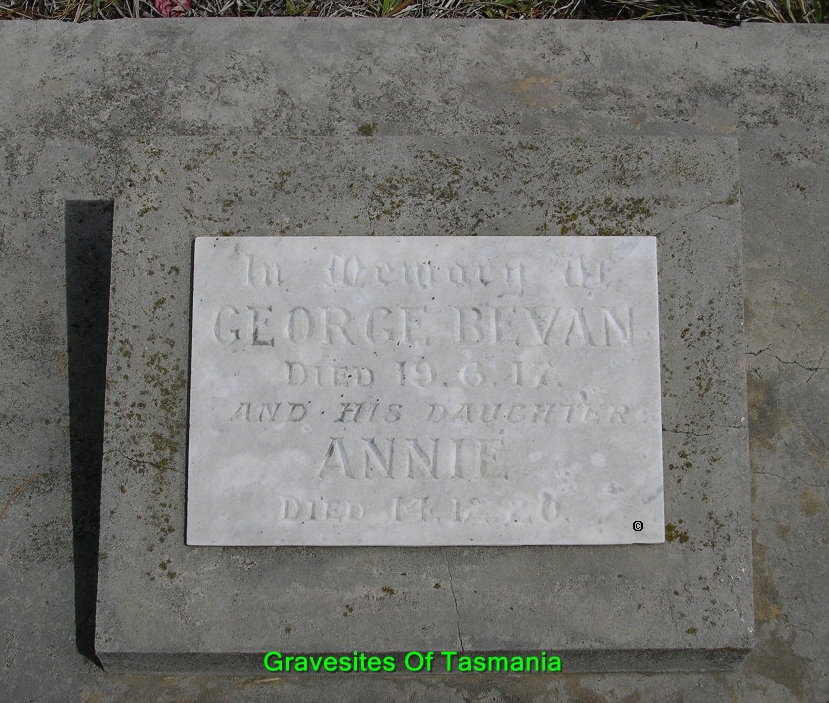 In Memory Of
GEORGE BEVAN
DIED 19. 6. 17.
AND HIS DAUGHTER
ANNIE
DIED 14. 12. 20.
©
Gravesites Of Tasmania